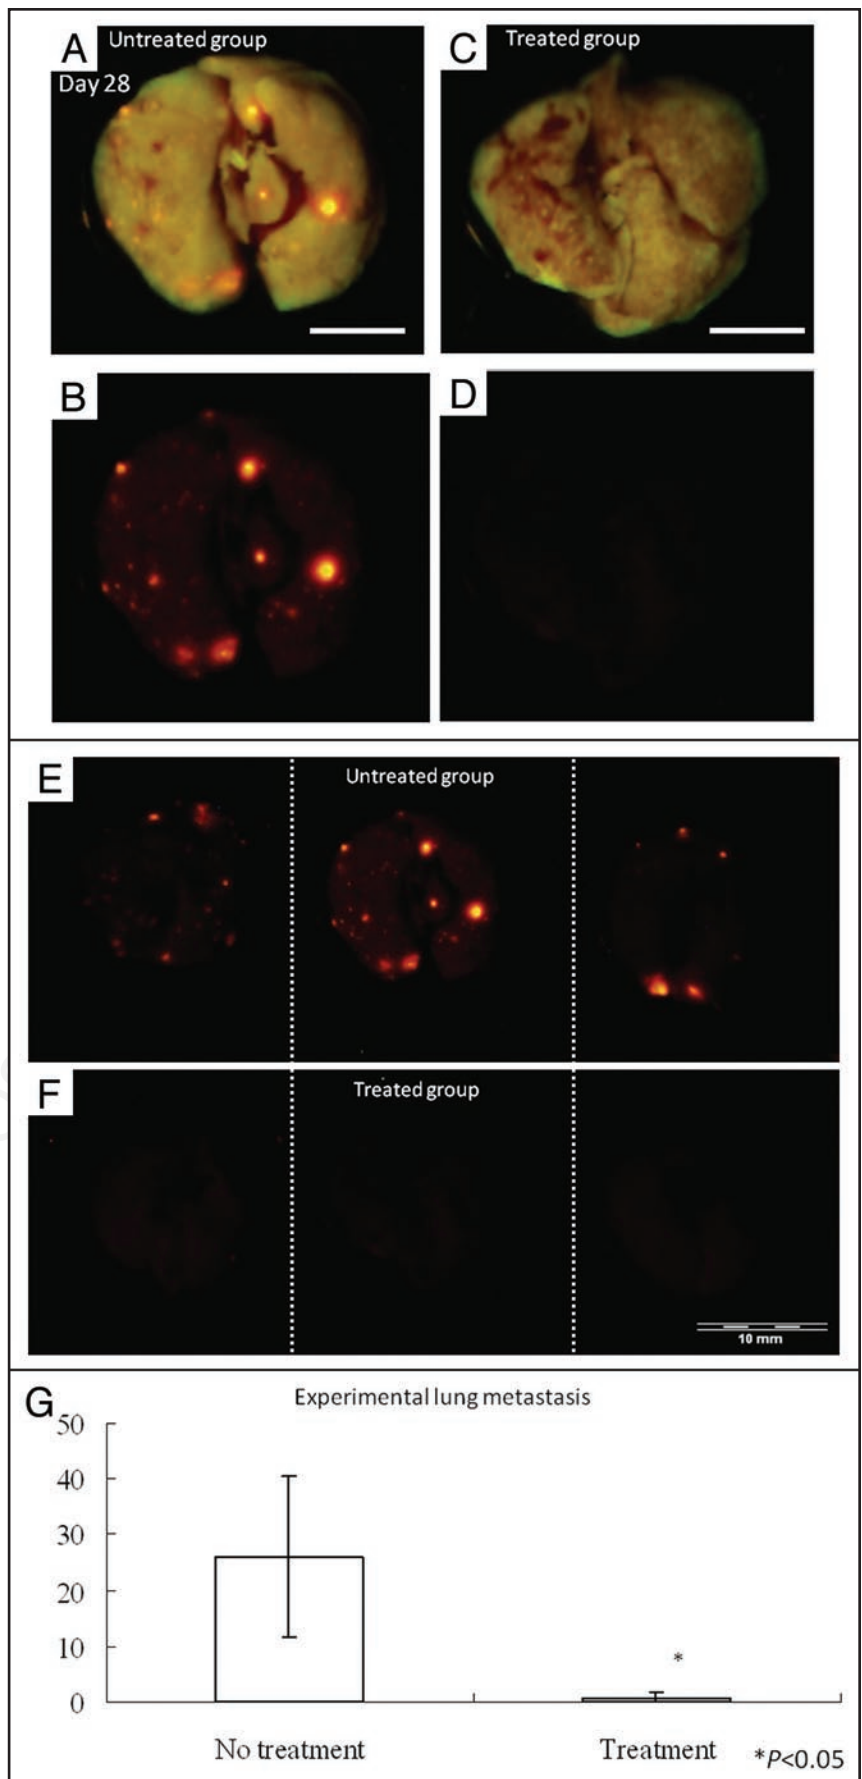 A
Untreated group
Day 28
C
Treated group
B
D
E
Untreated group
F
Treated group
10 mm
G
Experimental lung metastasis
50
40
30
20
10
0
*
No treatment
Treatment
*P<0.05